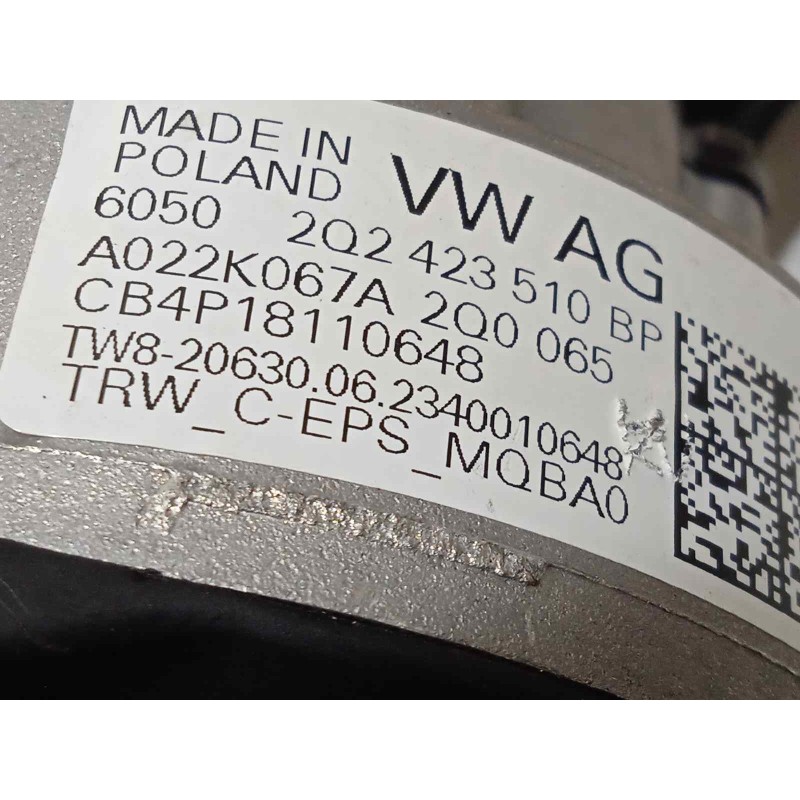 MADE IN
POLAND
VW AG
6050 2Q2 423 510 BP
A022K067A 2Q0 065
CB4P18110648
TW8-20630.06.2340010648
TRW_C-EPS_MQBA0